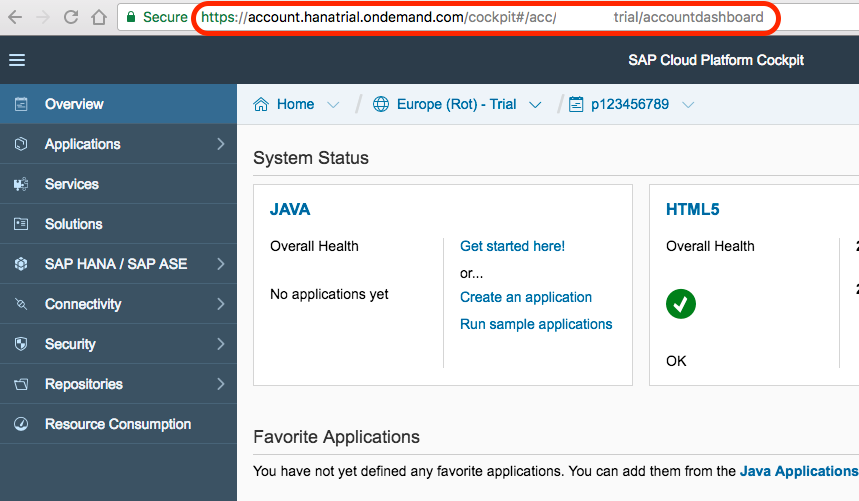 Secure https://account.hanatrial.ondemand.com/cockpit#/acc/ trial/accountdashboard
SAP Cloud Platform Cockpit
Overview
Applications
Services
Solutions
SAP HANA / SAP ASE
Connectivity
Security
Repositories
Resource Consumption
Home / Europe (Rot) - Trial / p123456789
System Status
JAVA
Overall Health
No applications yet
Get started here!
or...
Create an application
Run sample applications
HTML5
Overall Health
OK
Favorite Applications
You have not yet defined any favorite applications. You can add them from the Java Applications